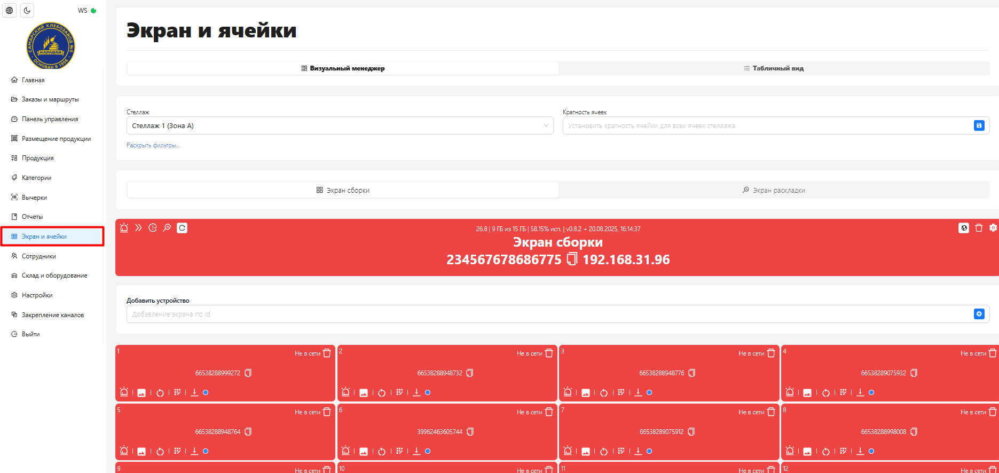 WS
САМАРСКИЙ ХЛЕБОЗАВОД №5
КАРАВАЙ
ОСНОВАН В 1956
Главная
Заказы и маршруты
Панель управления
Размещение продукции
Продукция
Категории
Вычерки
Отчеты
Экран и ячейки
Сотрудники
Склад и оборудование
Настройки
Закрепление каналов
Выйти
Экран и ячейки
Визуальный менеджер
Табличный вид
Стеллаж
Кратность ячеек
Стеллаж 1 (Зона A)
Установить кратность ячейки для всех ячеек стеллажа
Раскрыть фильтры...
Экран сборки
Экран раскладки
26.8 | 9 ГБ из 15 ГБ | 58.15% исп. | v0.8.2 + 20.08.2025, 16:14:37
Экран сборки
234567678686775 192.168.31.96
Добавить устройство
Добавление экрана по id
1 Не в сети
66538288999272
2 Не в сети
66538288948732
3 Не в сети
66538288948776
4 Не в сети
66538289075932
5 Не в сети
66538288948764
6 Не в сети
39962463605744
7 Не в сети
66538289075912
8 Не в сети
66538288998008
9 Не в сети
10 Не в сети
11 Не в сети
12 Не в сети